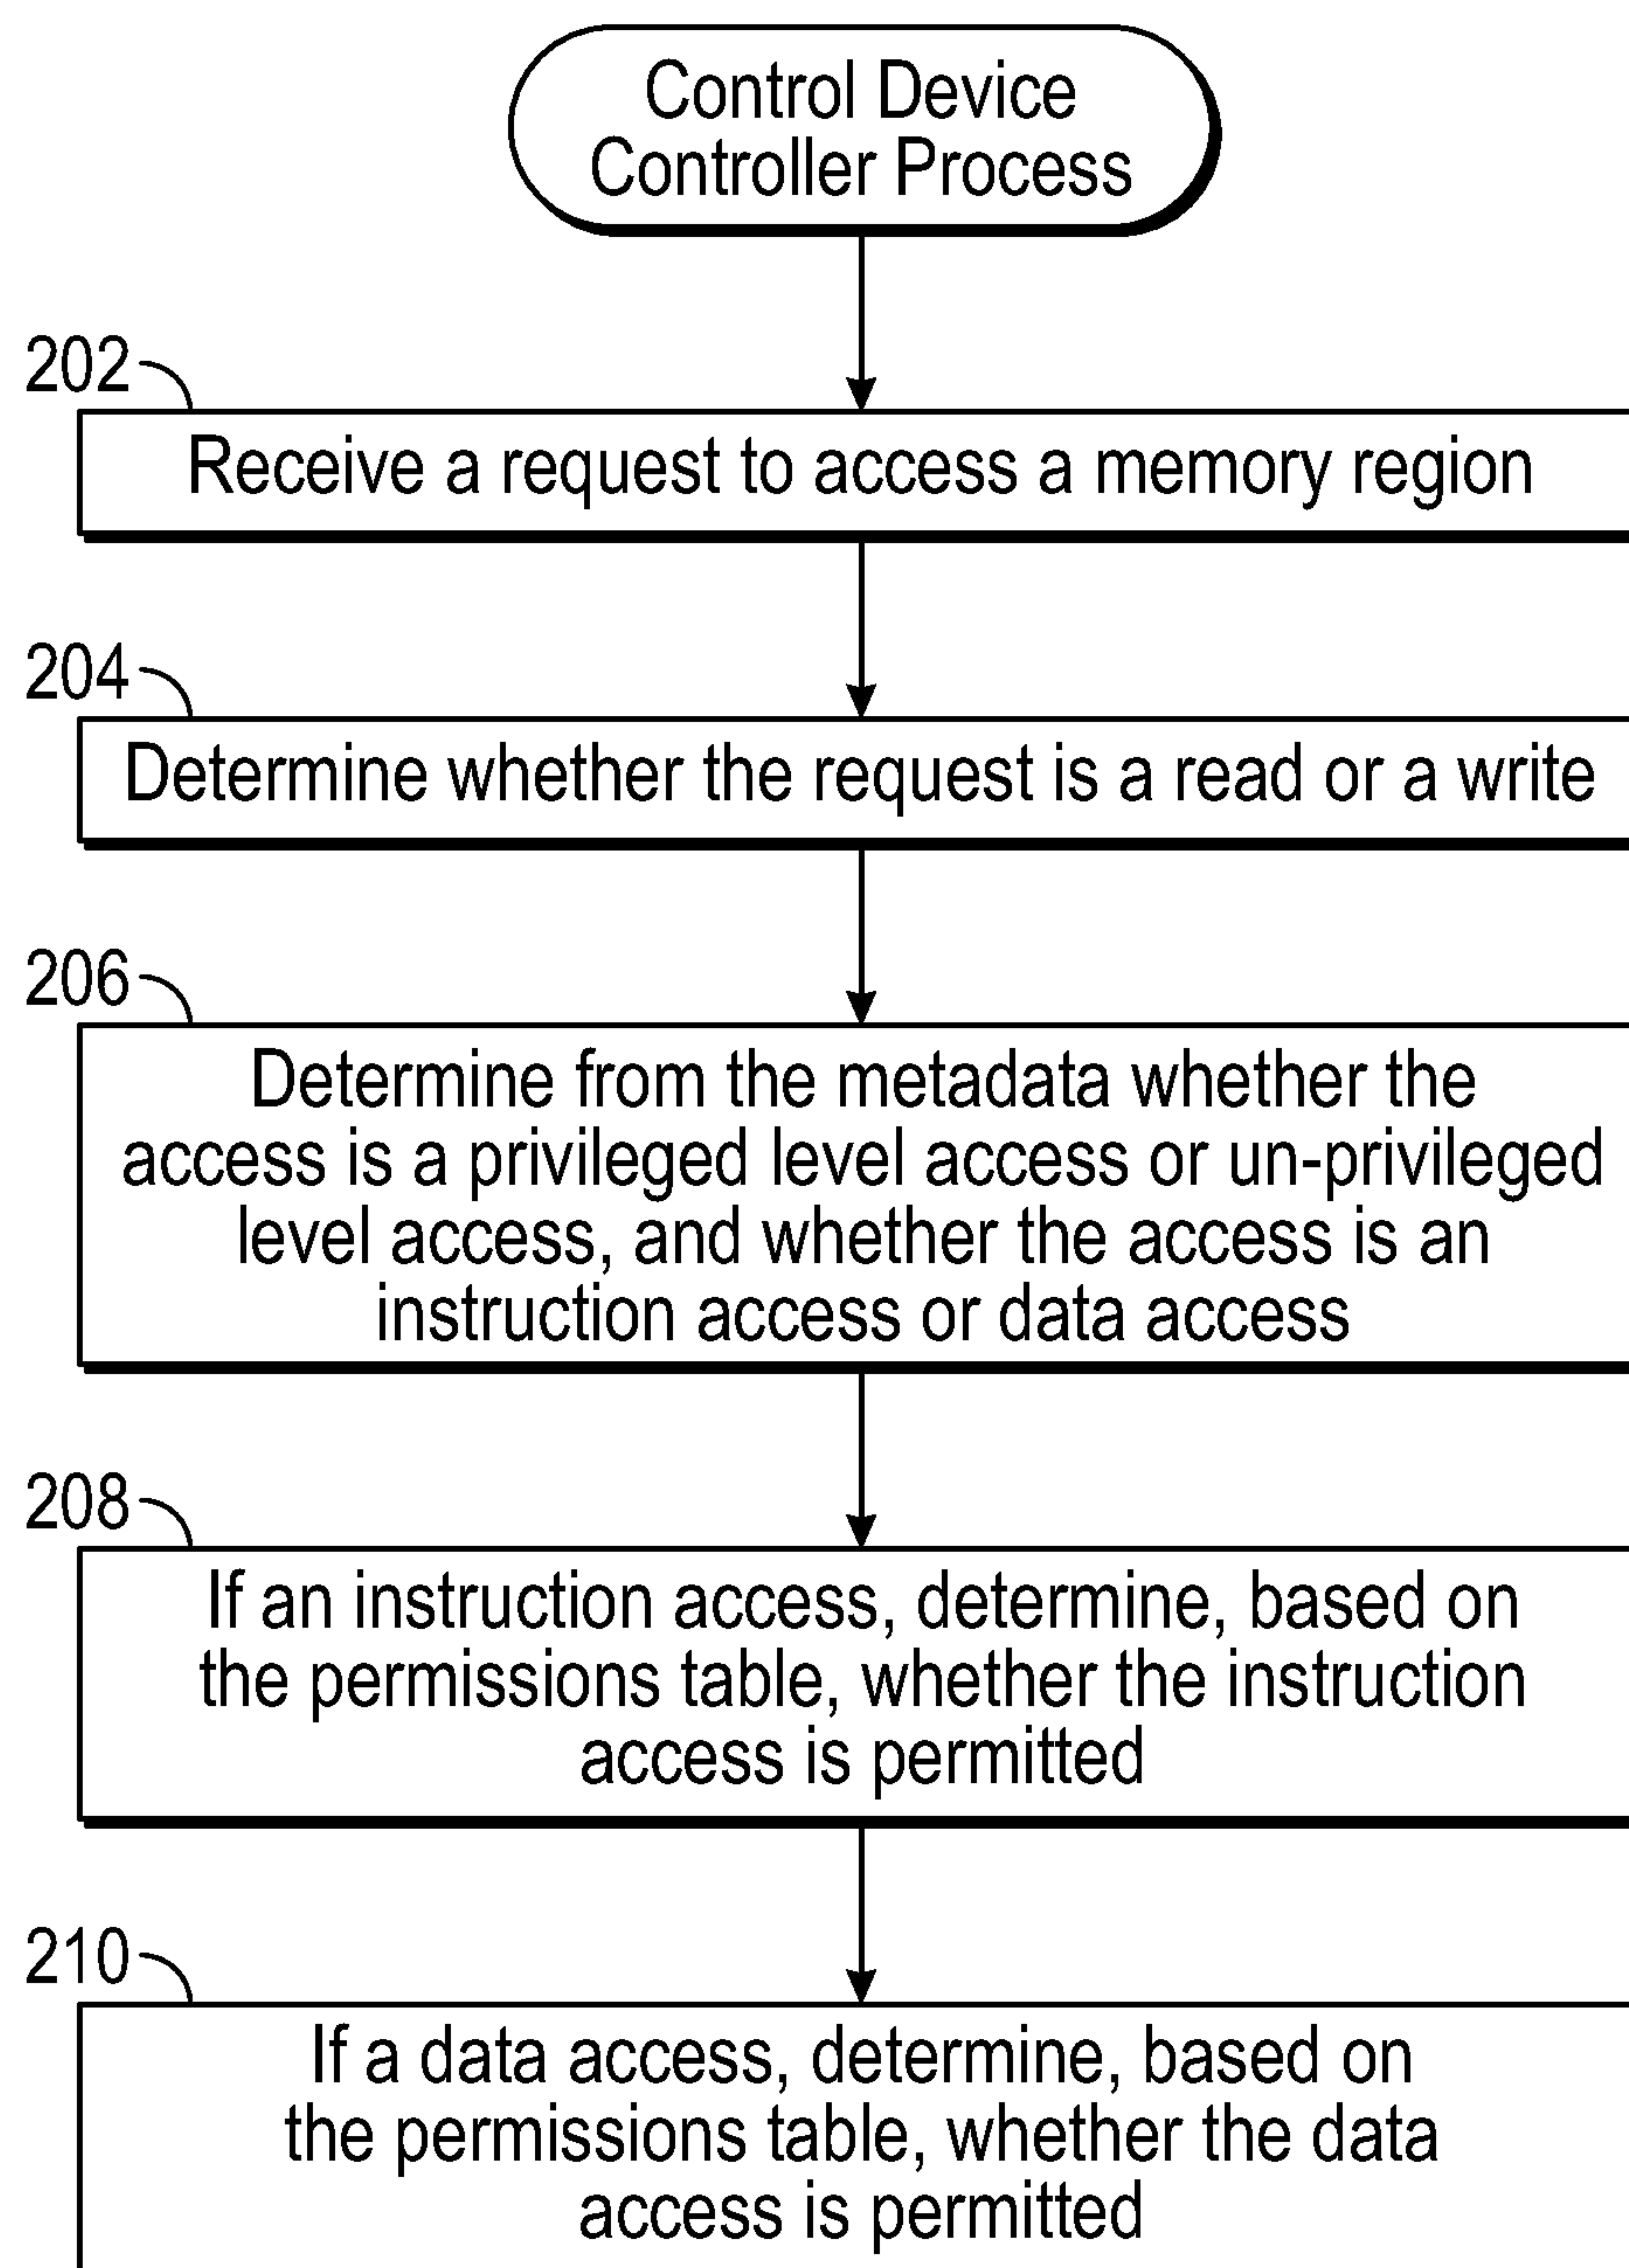 Control Device
Controller Process
202
Receive a request to access a memory region
204
Determine whether the request is a read or a write
206
Determine from the metadata whether the
access is a privileged level access or un-privileged
level access, and whether the access is an
instruction access or data access
208
If an instruction access, determine, based on
the permissions table, whether the instruction
access is permitted
210
If a data access, determine, based on
the permissions table, whether the data
access is permitted